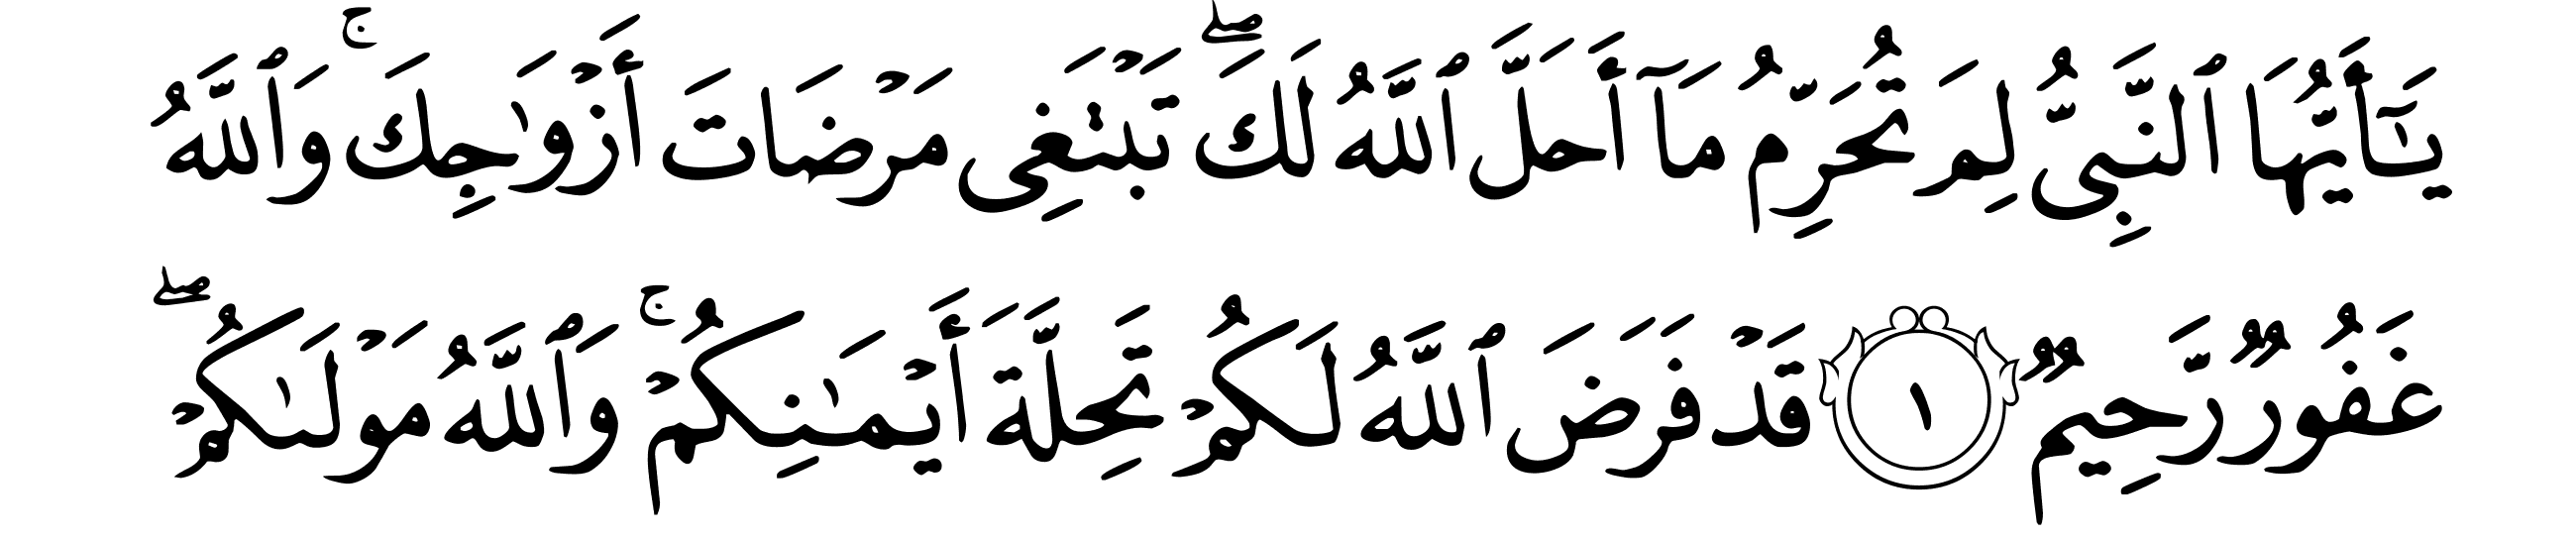 يَٰٓأَيُّهَا ٱلنَّبِىُّ لِمَ تُحَرِّمُ مَآ أَحَلَّ ٱللَّهُ لَكَ ۖ تَبْتَغِى مَرْضَاتَ أَزْوَٰجِكَ ۚ وَٱللَّهُ
غَفُورٌ رَّحِيمٌ ١ قَدْ فَرَضَ ٱللَّهُ لَكُمْ تَحِلَّةَ أَيْمَٰنِكُمْ ۚ وَٱللَّهُ مَوْلَىٰكُمْ ۖ